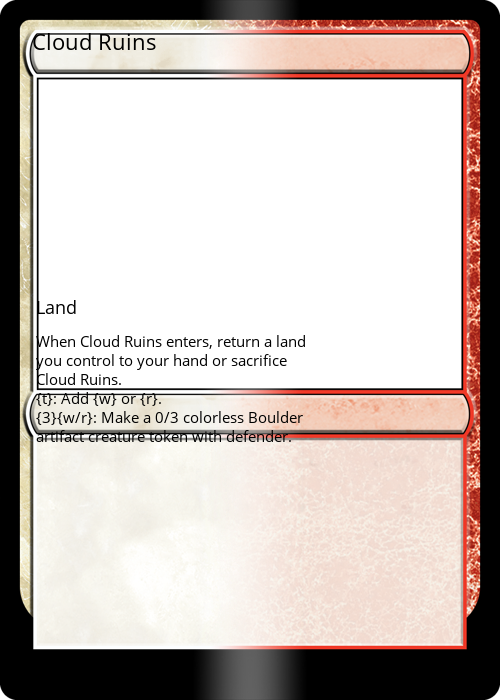 Cloud Ruins
Land
When Cloud Ruins enters, return a land
you control to your hand or sacrifice
Cloud Ruins.
{t}: Add {w} or {r}.
{3}{w/r}: Make a 0/3 colorless Boulder
artifact creature token with defender.